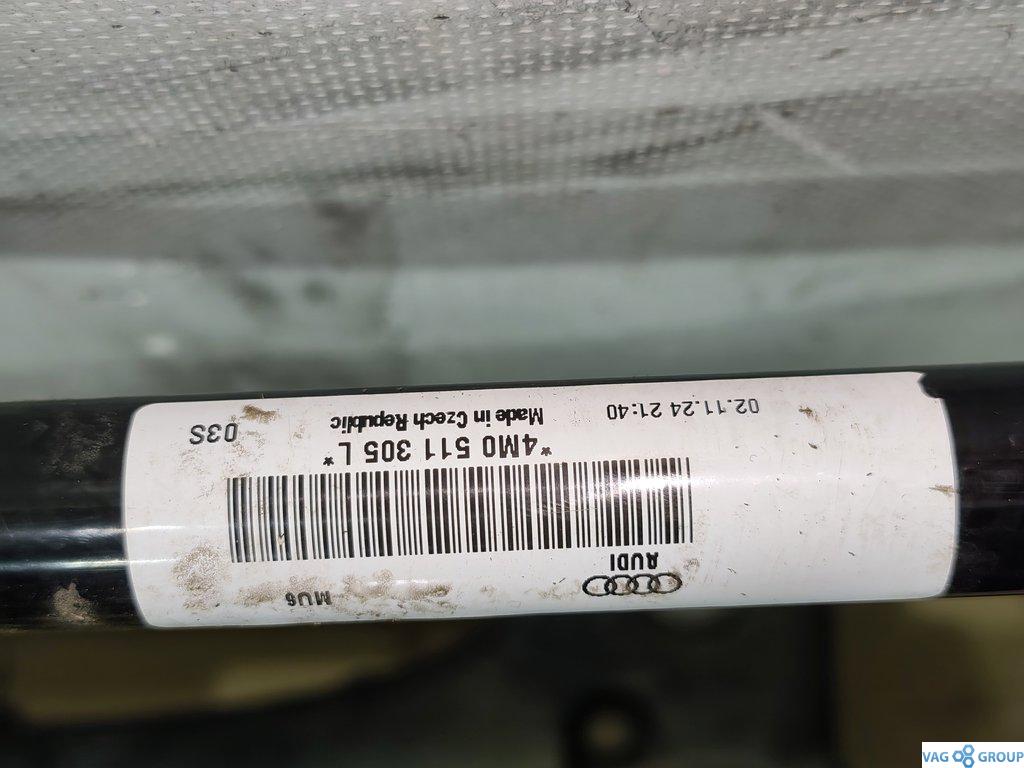 MU6
AUDI
*4M0 511 305 L*
Made in Czech Republic
03S
02.11.24 21:40
VAG GROUP